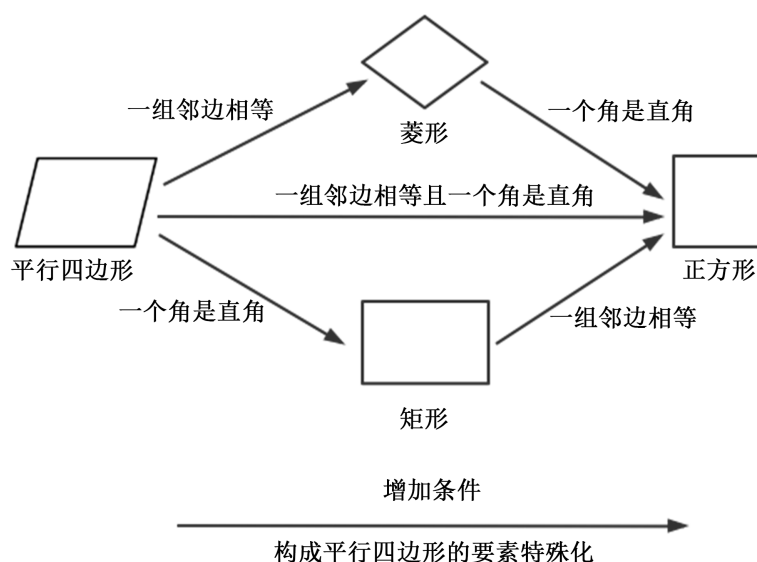 一组邻边相等
一个角是直角
菱形
一组邻边相等且一个角是直角
平行四边形
正方形
一个角是直角
一组邻边相等
矩形
增加条件
构成平行四边形的要素特殊化